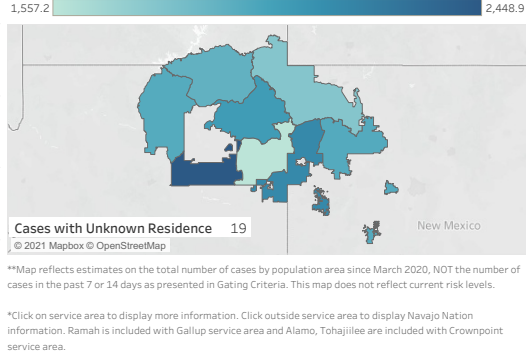 1,557.2 2,448.9
New Mexico
Cases with Unknown Residence 19
© 2021 Mapbox © OpenStreetMap
**Map reflects estimates on the total number of cases by population area since March 2020, NOT the number of
cases in the past 7 or 14 days as presented in Gating Criteria. This map does not reflect current risk levels.
*Click on service area to display more information. Click outside service area to display Navajo Nation
information. Ramah is included with Gallup service area and Alamo, Tohajiilee are included with Crownpoint
service area.